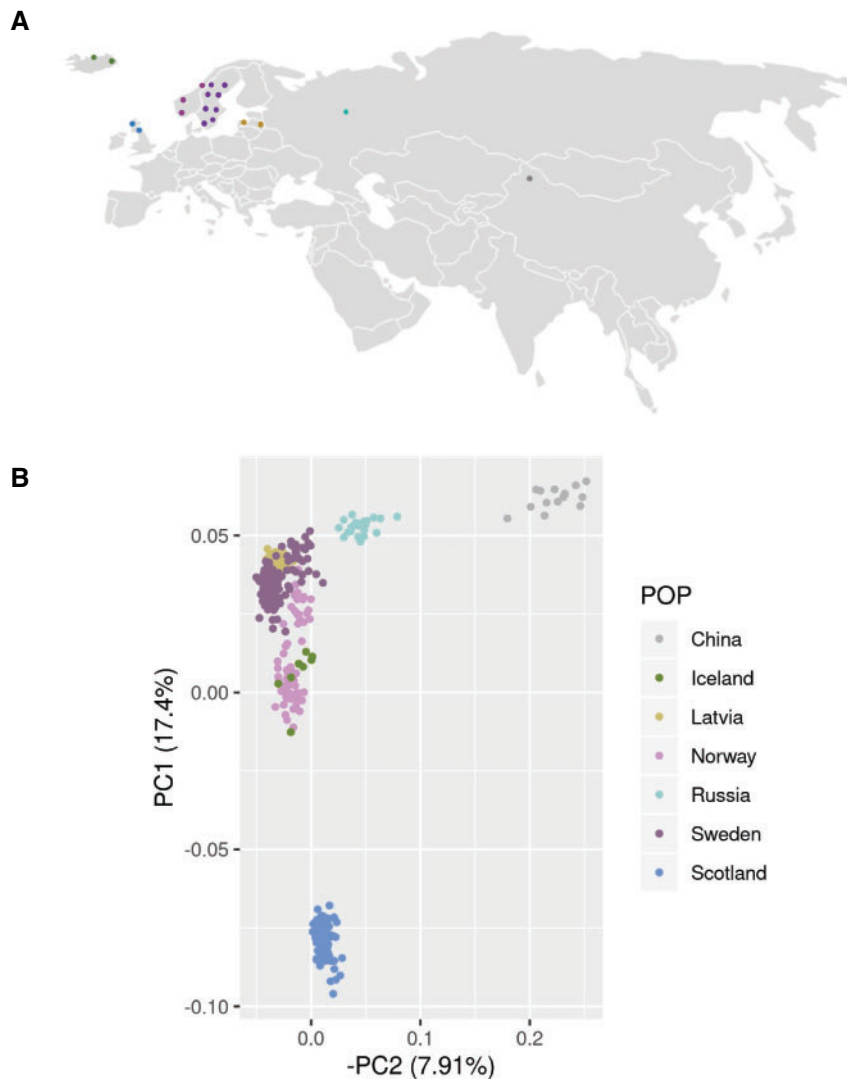 A
B
PC1 (17.4%)
0.05
0.00
-0.05
-0.10
0.0 0.1 0.2
-PC2 (7.91%)
POP
China
Iceland
Latvia
Norway
Russia
Sweden
Scotland